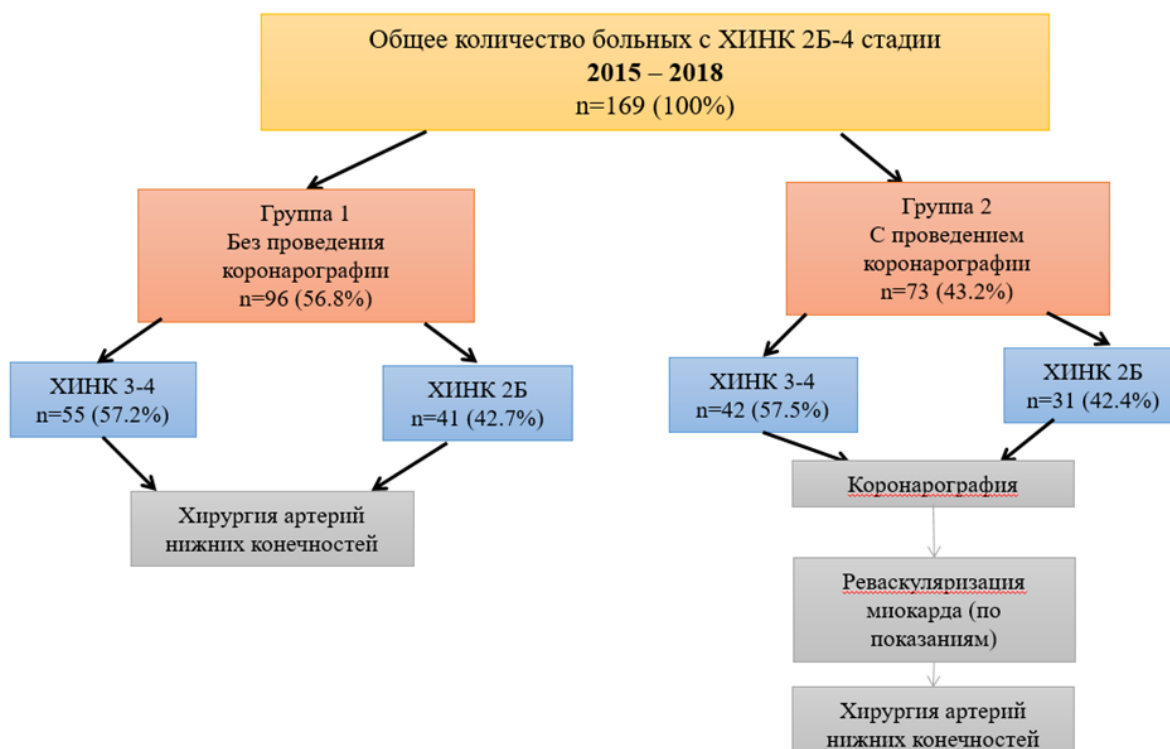 Общее количество больных с ХИНК 2Б-4 стадии
2015 – 2018
n=169 (100%)
Группа 1
Без проведения
коронарографии
n=96 (56.8%)
Группа 2
С проведением
коронарографии
n=73 (43.2%)
ХИНК 3-4
n=55 (57.2%)
ХИНК 2Б
n=41 (42.7%)
ХИНК 3-4
n=42 (57.5%)
ХИНК 2Б
n=31 (42.4%)
Хирургия артерий
нижних конечностей
Коронарография
Реваскуляризация
миокарда (по
показаниям)
Хирургия артерий
нижних конечностей